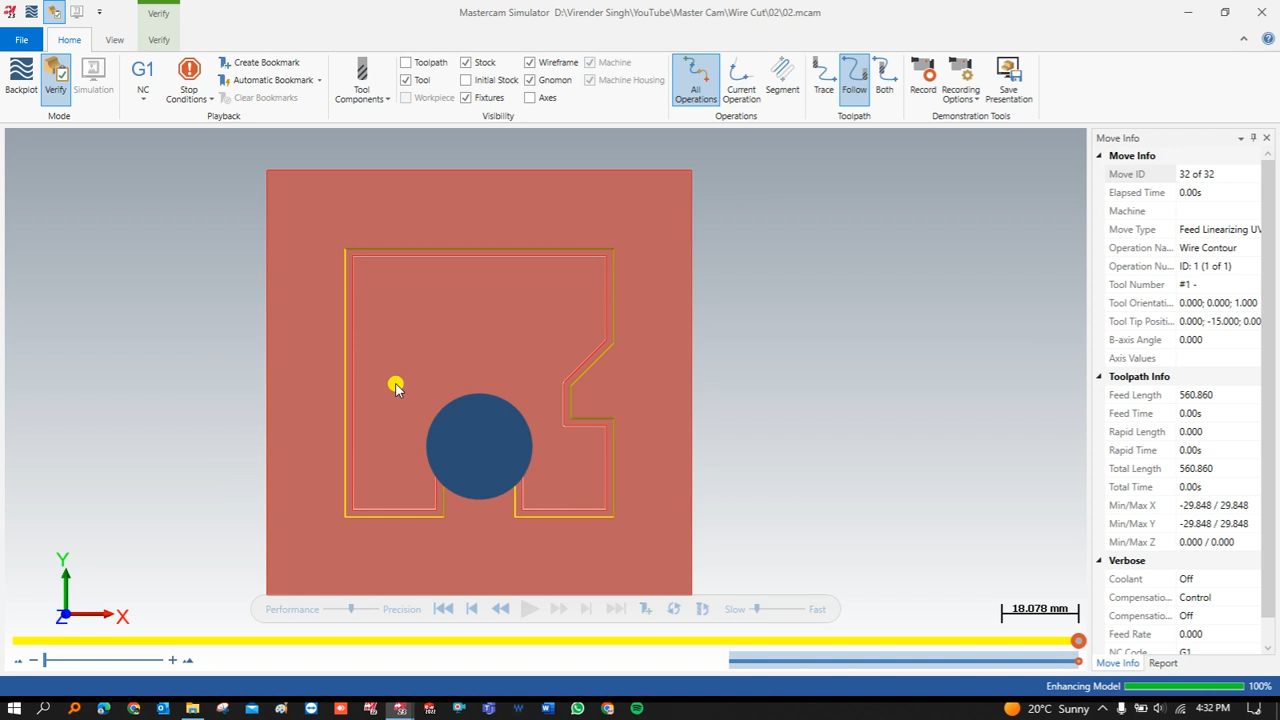 Verify
Mastercam Simulator D:\Virender Singh\YouTube\Master Cam\Wire Cut\02\02.mcam
File
Home
View
Verify
Backplot
Verify
Simulation
Mode
G1
NC
Stop
Conditions
Create Bookmark
Automatic Bookmark
Clear Bookmarks
Playback
Tool
Components
Toolpath
Tool
Workpiece
Stock
Initial Stock
Fixtures
Wireframe
Gnomon
Axes
Machine
Machine Housing
Visibility
All
Operations
Current
Operation
Segment
Operations
Trace
Follow
Both
Toolpath
Record
Recording
Options
Save
Presentation
Demonstration Tools
Move Info
Move Info
Move ID 32 of 32
Elapsed Time 0.00s
Machine
Move Type Feed Linearizing UV
Operation Na... Wire Contour
Operation Nu... ID: 1 (1 of 1)
Tool Number #1 -
Tool Orientati... 0.000; 0.000; 1.000
Tool Tip Positi... 0.000; -15.000; 0.00
B-axis Angle 0.000
Axis Values
Toolpath Info
Feed Length 560.860
Feed Time 0.00s
Rapid Length 0.000
Rapid Time 0.00s
Total Length 560.860
Total Time 0.00s
Min/Max X -29.848 / 29.848
Min/Max Y -29.848 / 29.848
Min/Max Z 0.000 / 0.000
Verbose
Coolant Off
Compensatio... Control
Compensatio... Off
Feed Rate 0.000
NC Code G1
Move Info Report
Y
Z
X
Performance
Precision
Slow
Fast
18.078 mm
Enhancing Model 100%
20°C Sunny
4:32 PM